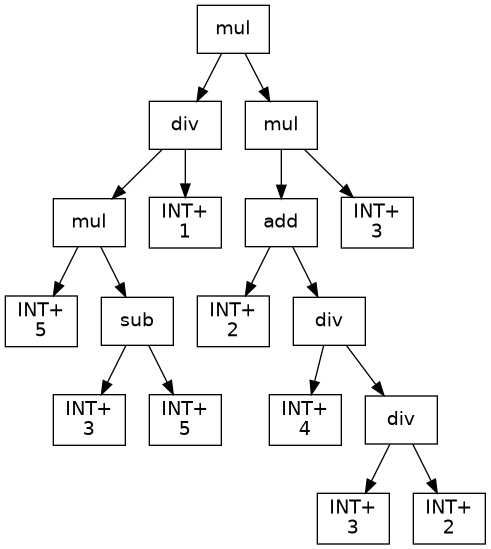 mul
div
mul
mul
INT+
1
add
INT+
3
INT+
5
sub
INT+
2
div
INT+
3
INT+
5
INT+
4
div
INT+
3
INT+
2